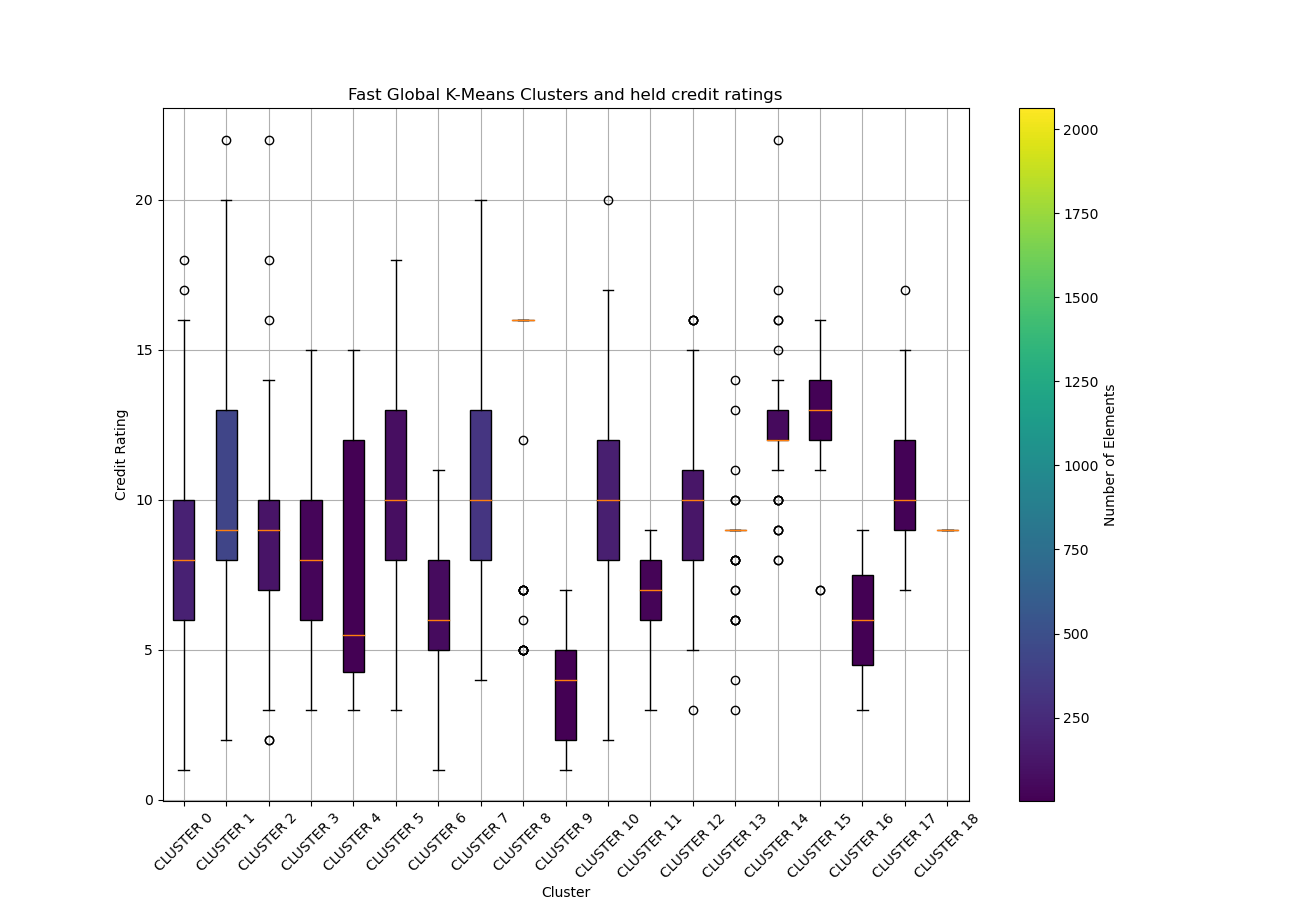 Fast Global K-Means Clusters and held credit ratings
Credit Rating
20
15
10
5
0
CLUSTER 0
CLUSTER 1
CLUSTER 2
CLUSTER 3
CLUSTER 4
CLUSTER 5
CLUSTER 6
CLUSTER 7
CLUSTER 8
CLUSTER 9
CLUSTER 10
CLUSTER 11
CLUSTER 12
CLUSTER 13
CLUSTER 14
CLUSTER 15
CLUSTER 16
CLUSTER 17
CLUSTER 18
Cluster
2000
1750
1500
1250
1000
750
500
250
Number of Elements